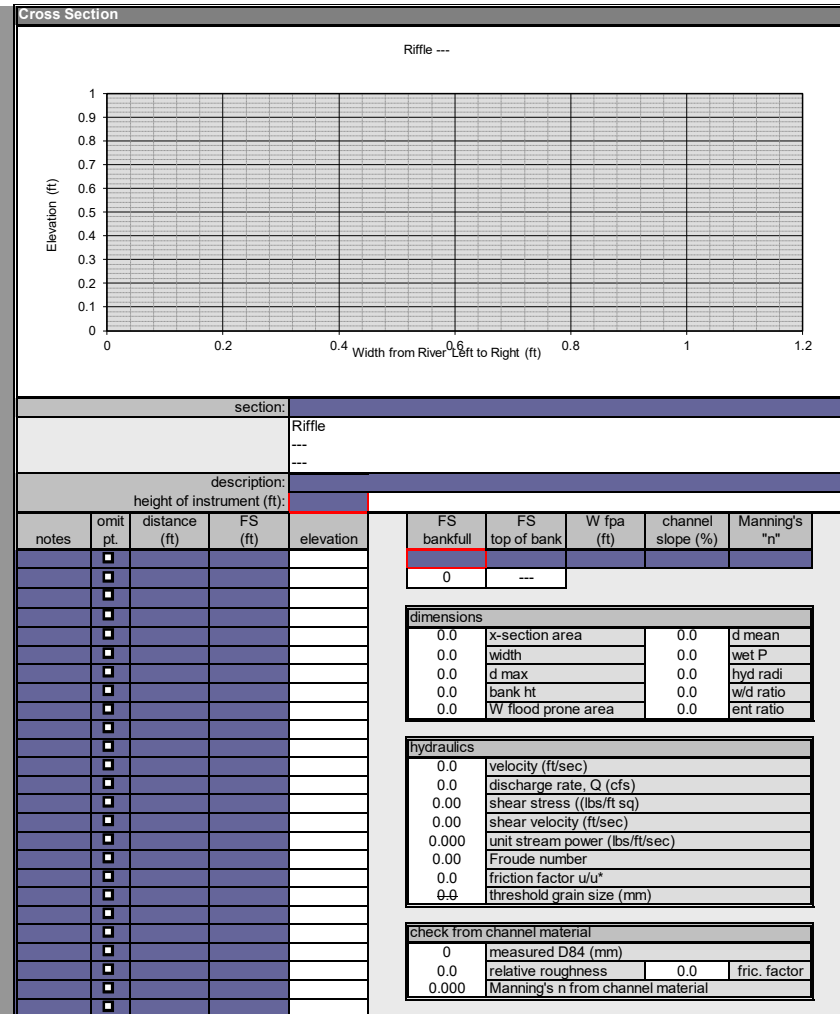 Cross Section
Riffle ---
1
0.9
0.8
0.7
0.6
0.5
0.4
0.3
0.2
0.1
0
Elevation (ft)
0 0.2 0.4 0.6 0.8 1 1.2
Width from River Left to Right (ft)
section:
Riffle
---
---
description:
height of instrument (ft):
notes omit pt. distance (ft) FS (ft) elevation
FS bankfull FS top of bank W fpa (ft) channel slope (%) Manning's "n"
0 ---
dimensions
0.0 x-section area 0.0 d mean
0.0 width 0.0 wet P
0.0 d max 0.0 hyd radi
0.0 bank ht 0.0 w/d ratio
0.0 W flood prone area 0.0 ent ratio
hydraulics
0.0 velocity (ft/sec)
0.0 discharge rate, Q (cfs)
0.00 shear stress ((lbs/ft sq)
0.00 shear velocity (ft/sec)
0.000 unit stream power (lbs/ft/sec)
0.00 Froude number
0.0 friction factor u/u*
0.0 threshold grain size (mm)
check from channel material
0 measured D84 (mm)
0.0 relative roughness 0.0 fric. factor
0.000 Manning's n from channel material